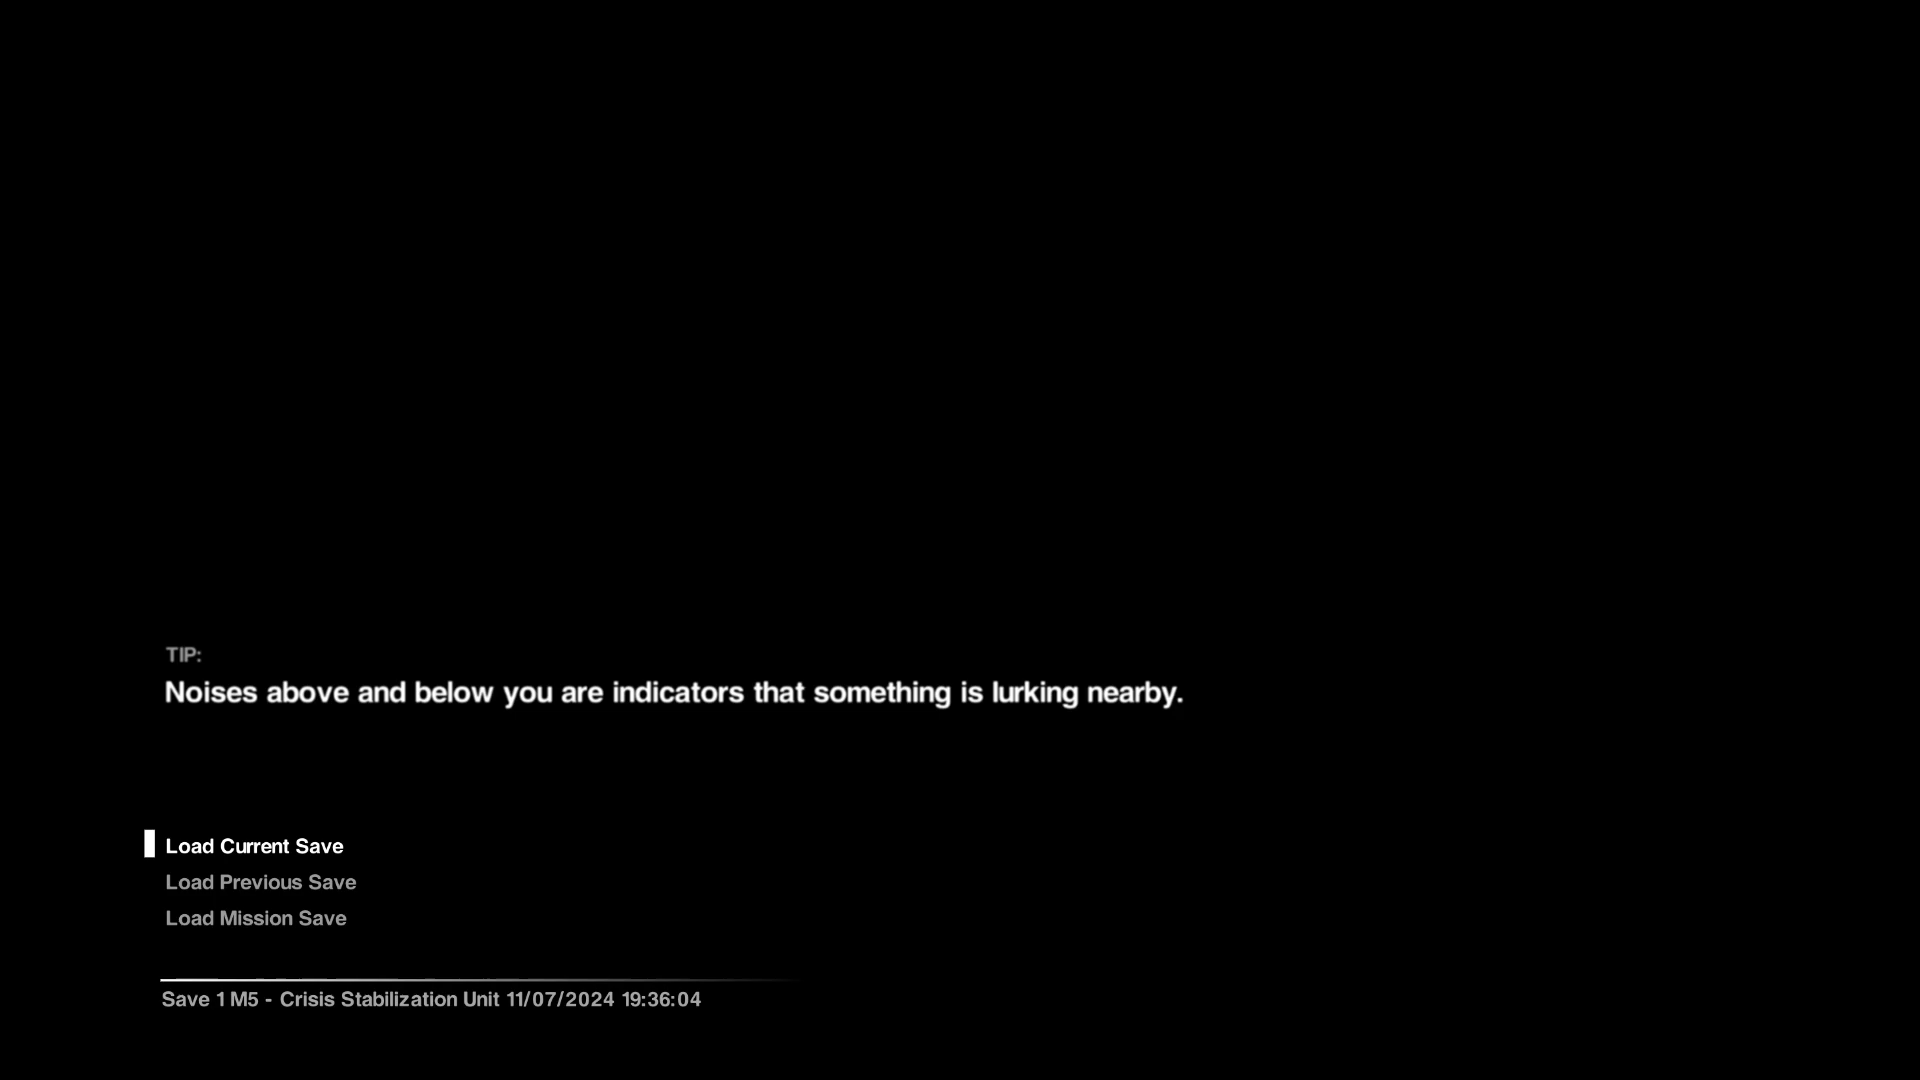 TIP:
Noises above and below you are indicators that something is lurking nearby.
Load Current Save
Load Previous Save
Load Mission Save
Save 1 M5 - Crisis Stabilization Unit 11/07/2024 19:36:04